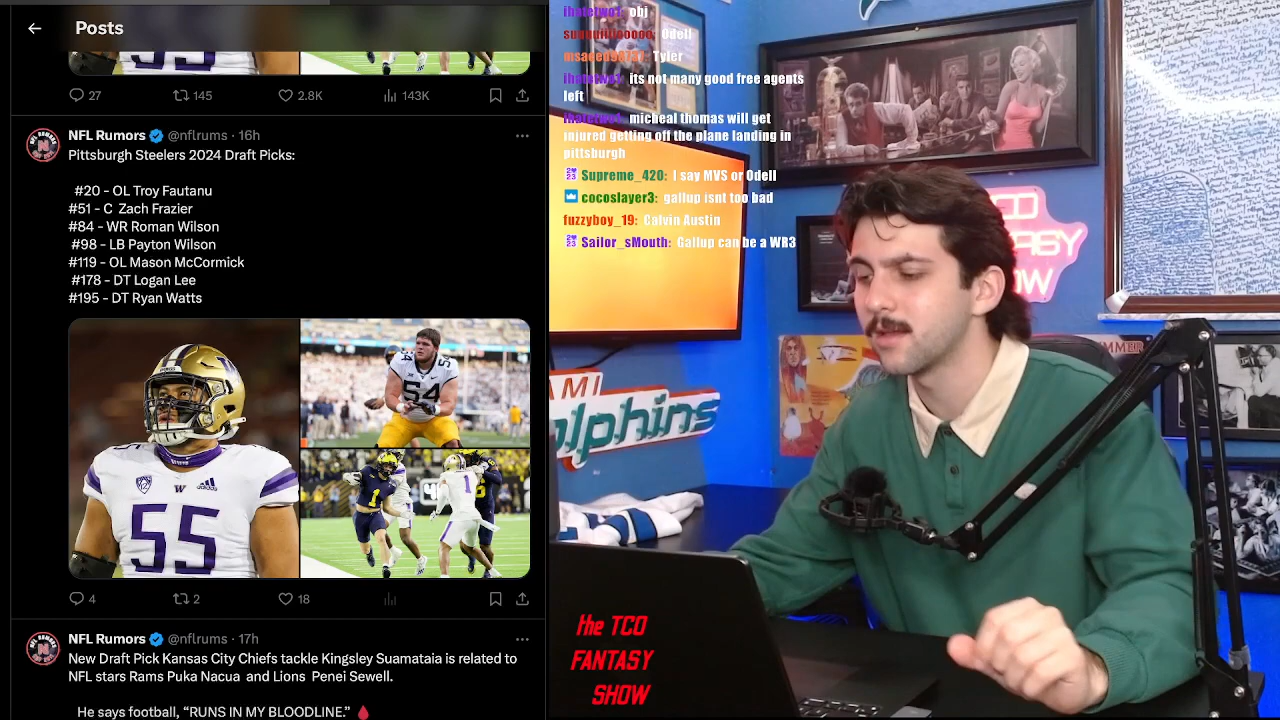 Posts
27
145
2.8K
143K
NFL Rumors @nflrums · 16h
Pittsburgh Steelers 2024 Draft Picks:
#20 - OL Troy Fautanu
#51 - C Zach Frazier
#84 - WR Roman Wilson
#98 - LB Payton Wilson
#119 - OL Mason McCormick
#178 - DT Logan Lee
#195 - DT Ryan Watts
55
54
1
1
W
4
2
18
NFL Rumors @nflrums · 17h
New Draft Pick Kansas City Chiefs tackle Kingsley Suamataia is related to
NFL stars Rams Puka Nacua and Lions Penei Sewell.
He says football, “RUNS IN MY BLOODLINE.”
obj
Odell
Tyler
its not many good free agents
left
micheal thomas will get
injured getting off the plane landing in
pittsburgh
Supreme_420: I say MVS or Odell
cocoslayer3: gallup isnt too bad
fuzzyboy_19: Calvin Austin
Sailor_sMouth: Gallup can be a WR3
the TCO
FANTASY
SHOW